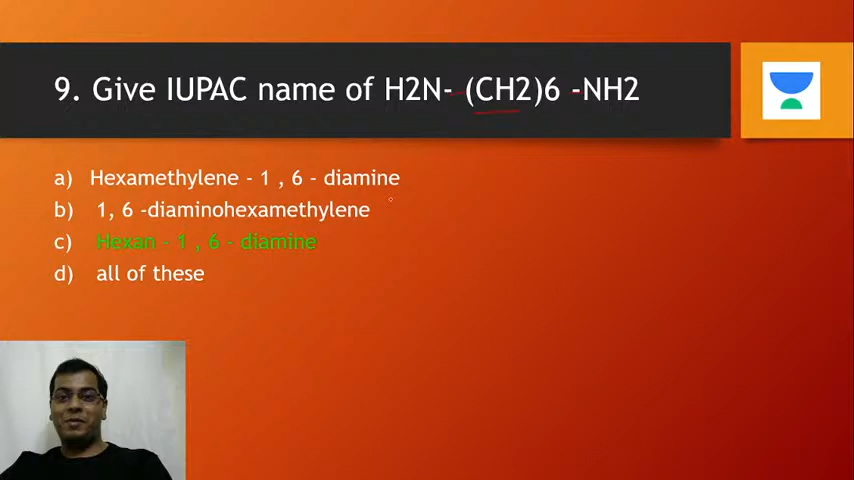 9. Give IUPAC name of H2N- (CH2)6 -NH2
a) Hexamethylene - 1 , 6 - diamine
b) 1, 6 -diaminohexamethylene
c) Hexan - 1 , 6 - diamine
d) all of these